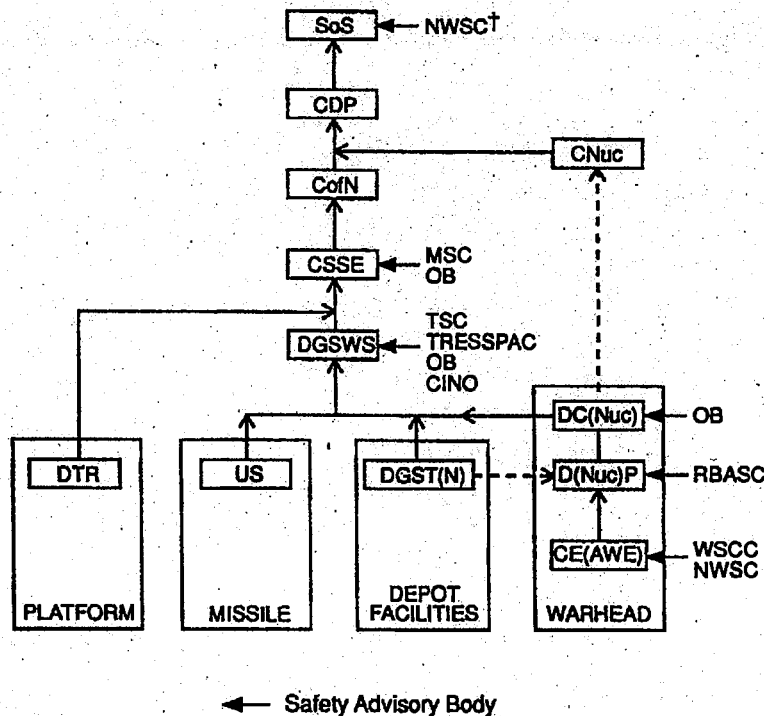 SoS
NWSC†
CDP
CNuc
CofN
CSSE
MSC
OB
DGSWS
TSC
TRESSPAC
OB
CINO
DC(Nuc)
OB
DTR
US
DGST(N)
D(Nuc)P
RBASC
CE(AWE)
WSCC
NWSC
PLATFORM
MISSILE
DEPOT
FACILITIES
WARHEAD
Safety Advisory Body